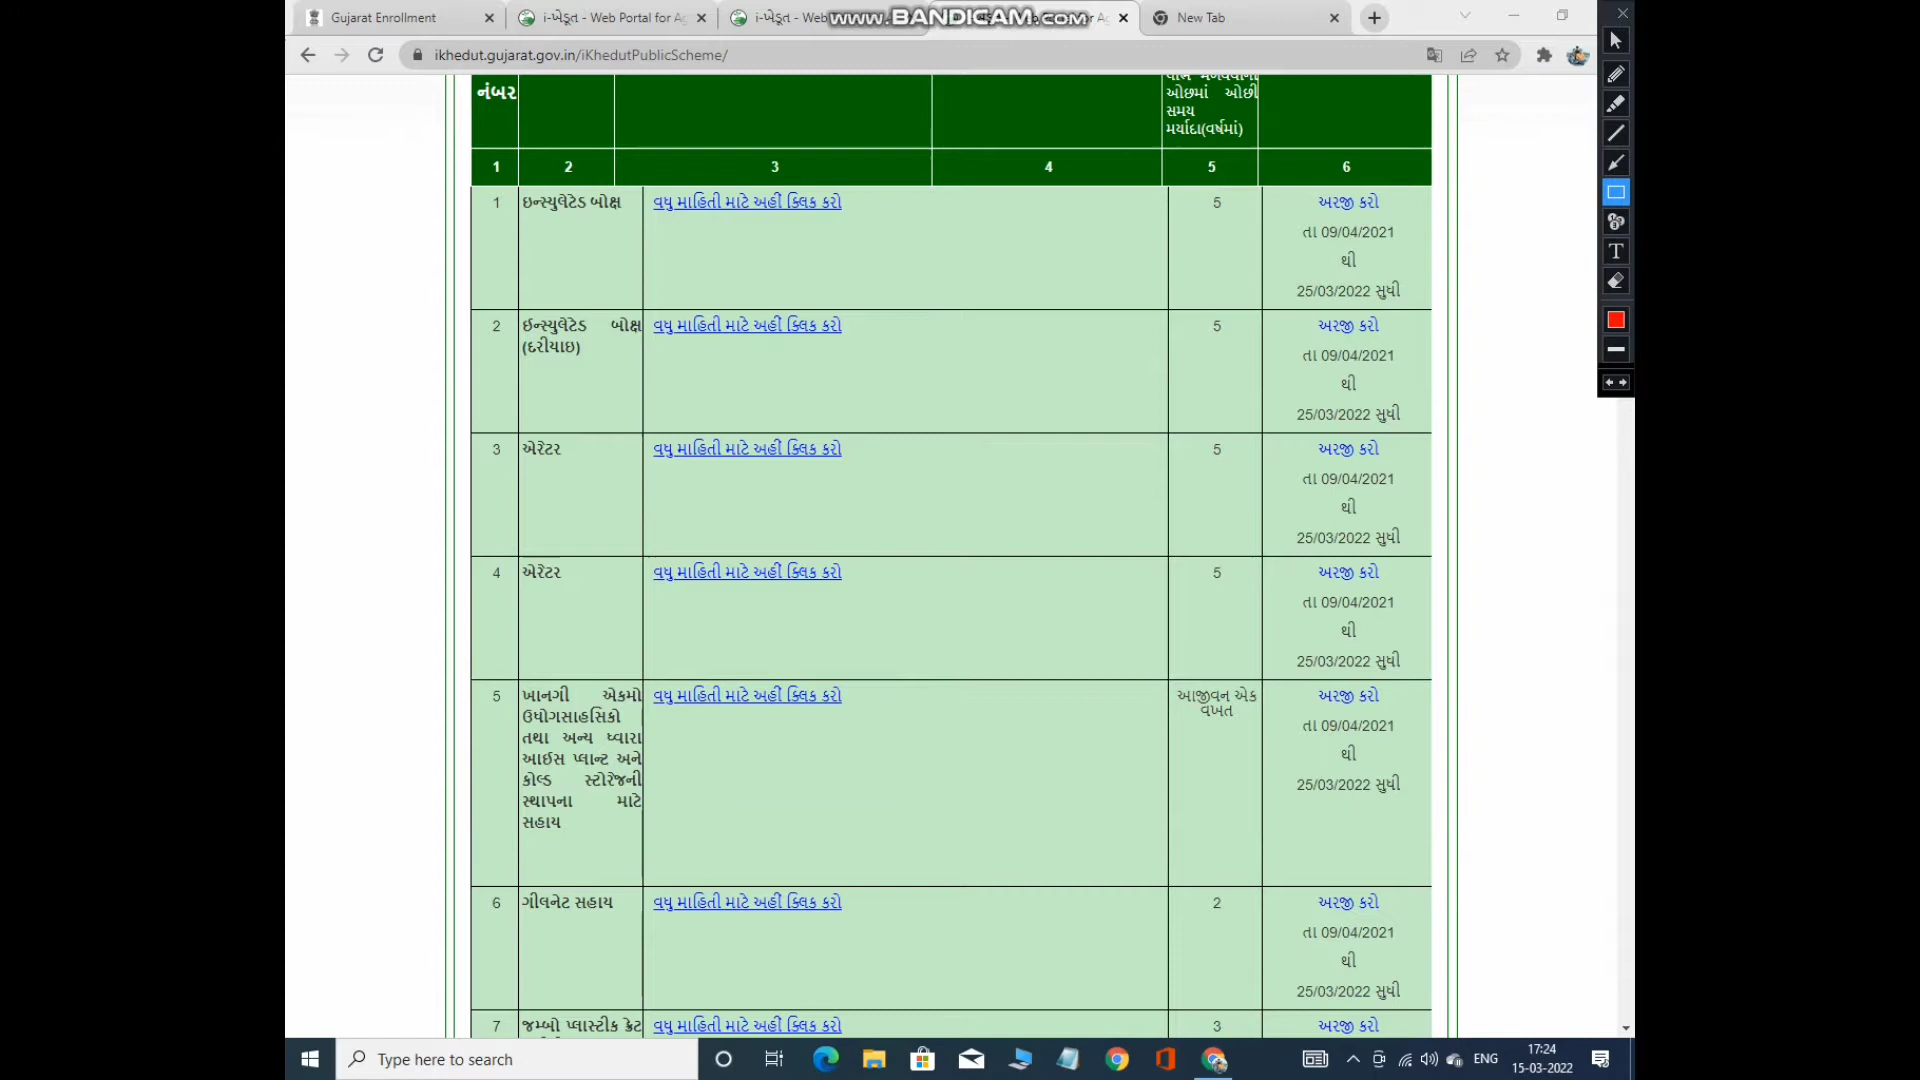 Gujarat Enrollment
i-ખેડૂત - Web Portal for Ag
i-ખેડૂત - Web
www.BANDICAM.com
New Tab
ikhedut.gujarat.gov.in/iKhedutPublicScheme/
નંબર
ઓછમાં ઓછી
સમય
મર્યાદા(વર્ષમાં)
1 2 3 4 5 6
1 ઇન્સ્યુલેટેડ બોક્ષ વધુ માહિતી માટે અહીં ક્લિક કરો 5 અરજી કરો
તા 09/04/2021
થી
25/03/2022 સુધી
2 ઈન્સ્યુલેટેડ બોક્ષ વધુ માહિતી માટે અહીં ક્લિક કરો 5 અરજી કરો
(દરીયાઇ)
તા 09/04/2021
થી
25/03/2022 સુધી
3 એરેટર વધુ માહિતી માટે અહીં ક્લિક કરો 5 અરજી કરો
તા 09/04/2021
થી
25/03/2022 સુધી
4 એરેટર વધુ માહિતી માટે અહીં ક્લિક કરો 5 અરજી કરો
તા 09/04/2021
થી
25/03/2022 સુધી
5 ખાનગી એકમો વધુ માહિતી માટે અહીં ક્લિક કરો આજીવન એક અરજી કરો
વખત
ઉધોગસાહસિકો
તા 09/04/2021
તથા અન્ય ધ્વારા
થી
આઈસ પ્લાન્ટ અને
કોલ્ડ સ્ટોરેજની
25/03/2022 સુધી
સ્થાપના માટે
સહાય
6 ગીલનેટ સહાય વધુ માહિતી માટે અહીં ક્લિક કરો 2 અરજી કરો
તા 09/04/2021
થી
25/03/2022 સુધી
7 જમ્બો પ્લાસ્ટીક ક્રેટ વધુ માહિતી માટે અહીં ક્લિક કરો 3 અરજી કરો
Type here to search
ENG
17:24
15-03-2022